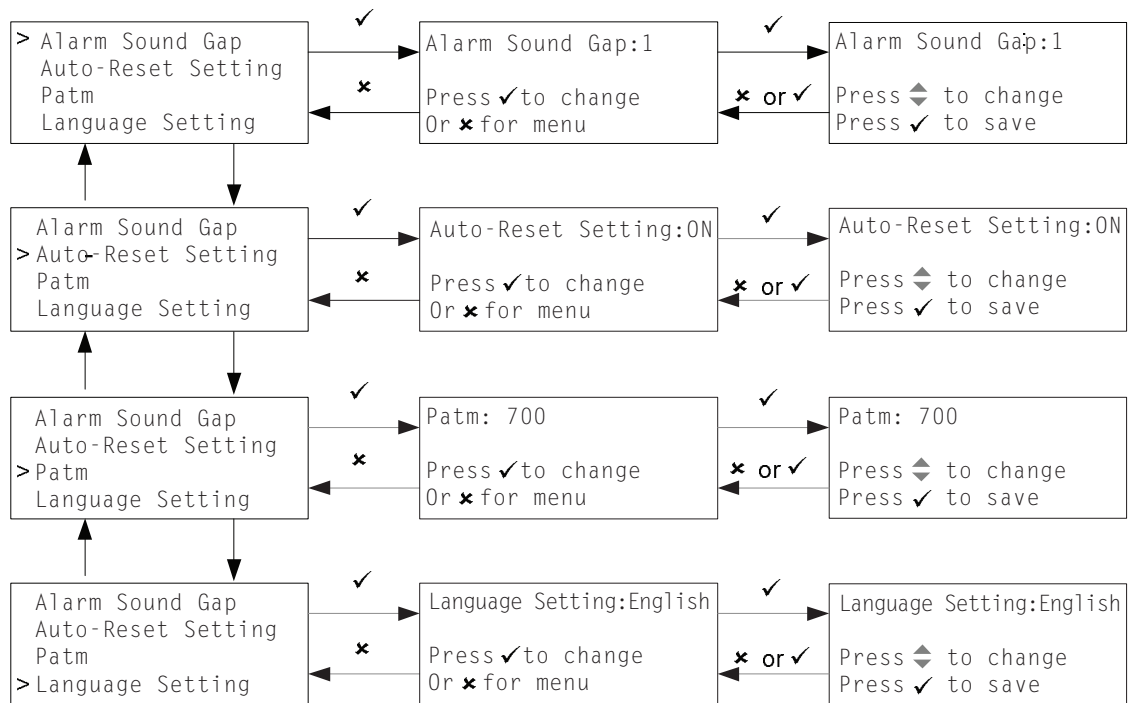 ✓
✓
> Alarm Sound Gap
Auto-Reset Setting
Patm
Language Setting
Alarm Sound Gap:1
Press ✓ to change
Or ✖ for menu
Alarm Sound Gap:1
Press ⬍ to change
Press ✓ to save
✖
✖ or ✓
✓
✓
Alarm Sound Gap
> Auto-Reset Setting
Patm
Language Setting
Auto-Reset Setting:ON
Press ✓ to change
Or ✖ for menu
Auto-Reset Setting:ON
Press ⬍ to change
Press ✓ to save
✖
✖ or ✓
✓
✓
Alarm Sound Gap
Auto-Reset Setting
> Patm
Language Setting
Patm: 700
Press ✓ to change
Or ✖ for menu
Patm: 700
Press ⬍ to change
Press ✓ to save
✖
✖ or ✓
✓
✓
Alarm Sound Gap
Auto-Reset Setting
Patm
> Language Setting
Language Setting:English
Press ✓ to change
Or ✖ for menu
Language Setting:English
Press ⬍ to change
Press ✓ to save
✖
✖ or ✓